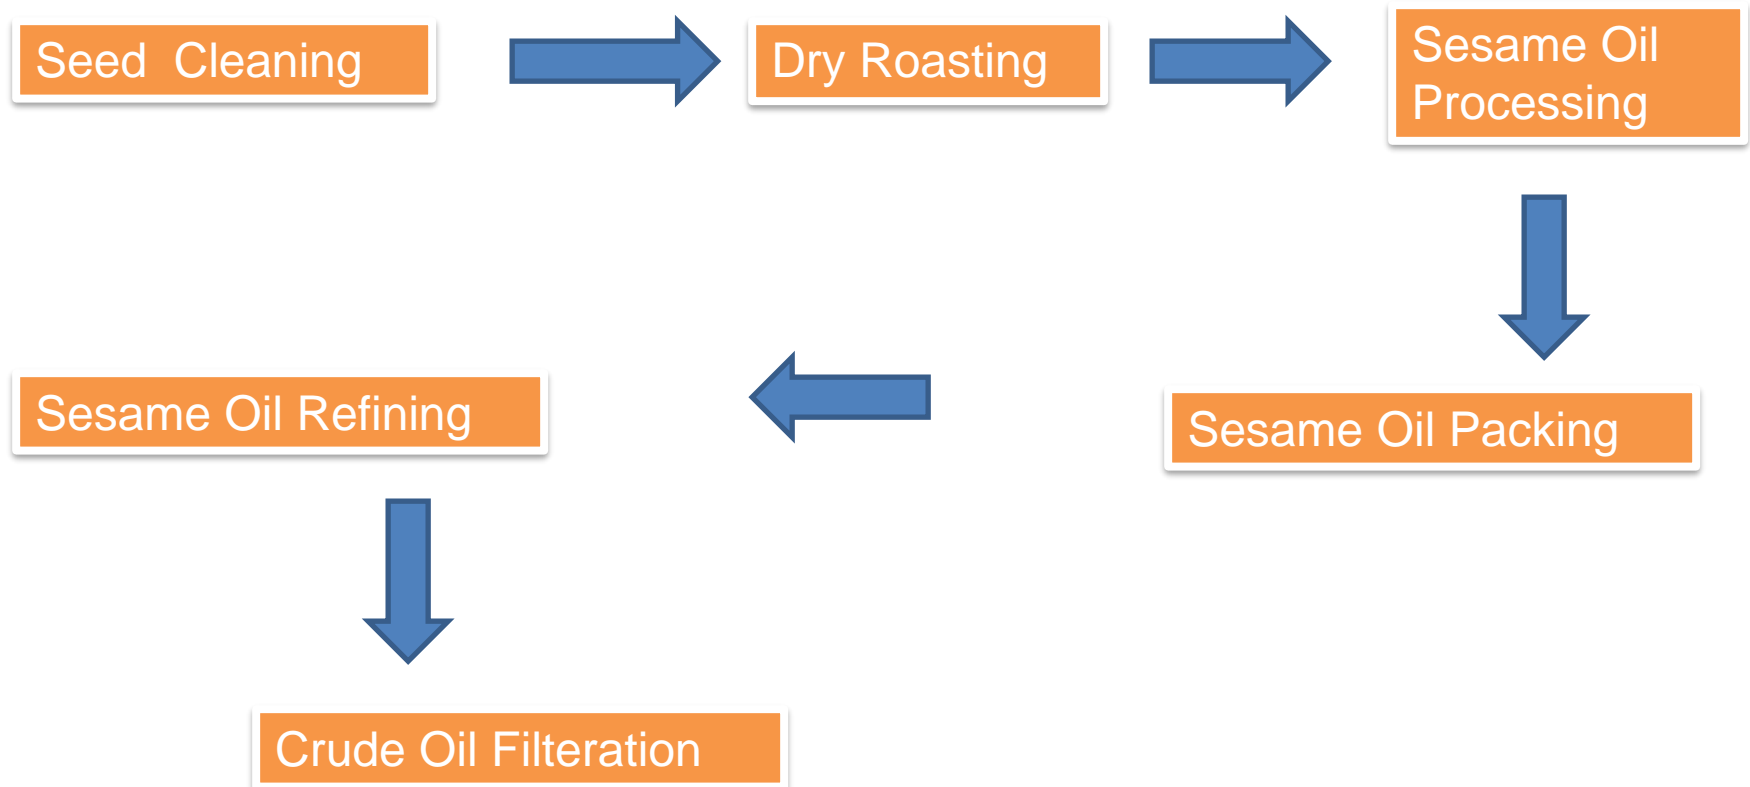 Seed  Cleaning
Dry Roasting
Sesame Oil
Processing
Sesame Oil Packing
Sesame Oil Refining
Crude Oil Filteration